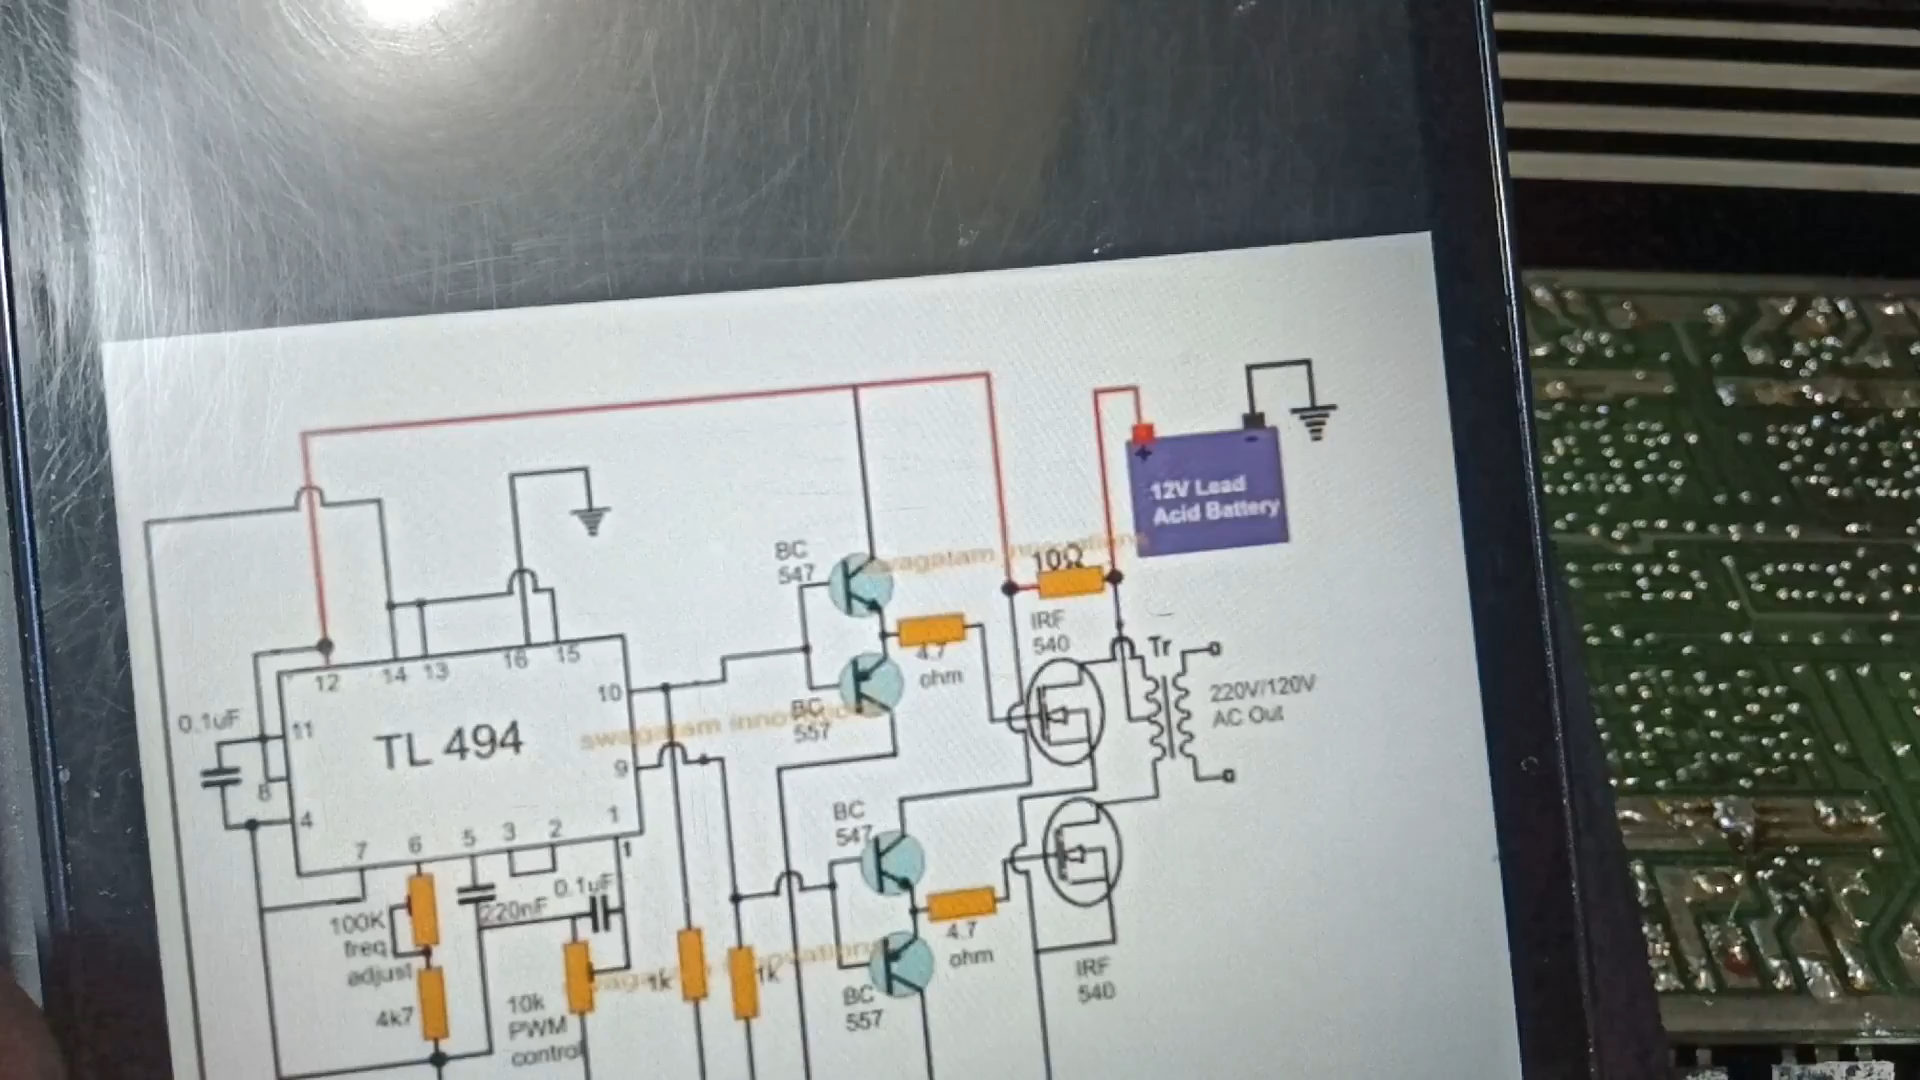 12V Lead
Acid Battery
+
-
BC
547
swagatam innovations
10Ω
IRF
540
4.7
ohm
Tr
220V/120V
AC Out
12
14
13
16
15
10
0.1uF
11
TL 494
swagatam innovations
BC
557
9
8
4
7
6
5
3
2
1
1
BC
547
100K
freq
adjust
220nF
0.1uF
4.7
ohm
swagatam innovations
1k
1k
4k7
10k
PWM
control
BC
557
IRF
540